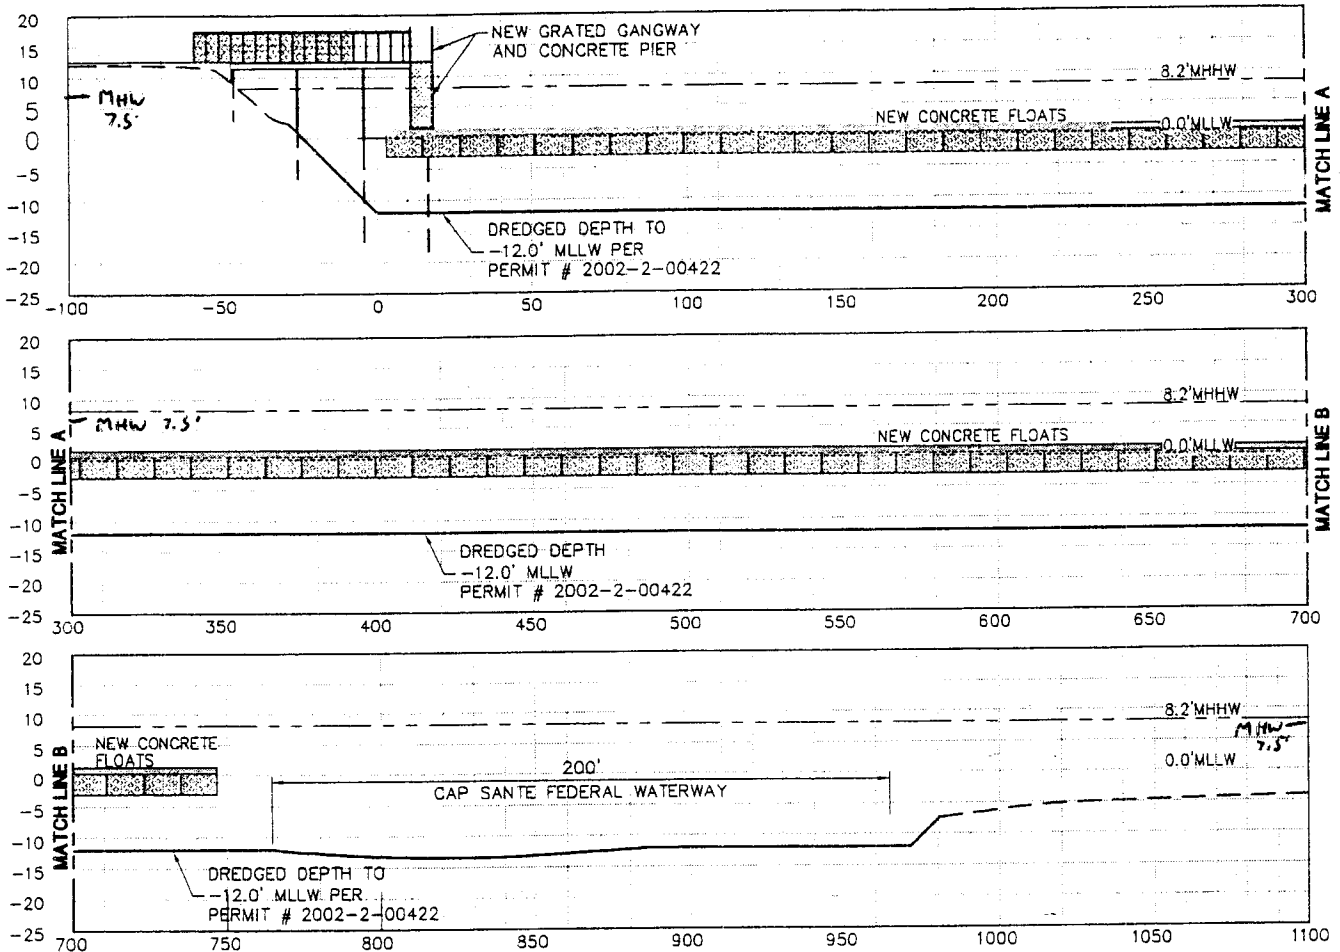 20
15
10
5
0
-5
-10
-15
-20
-25
MHW
7.5'
NEW GRATED GANGWAY
AND CONCRETE PIER
8.2'MHHW
NEW CONCRETE FLOATS
0.0'MLLW
MATCH LINE A
DREDGED DEPTH TO
-12.0' MLLW PER
PERMIT # 2002-2-00422
-100 -50 0 50 100 150 200 250 300
20
15
10
5
0
-5
-10
-15
-20
-25
MATCH LINE A
MHW 7.5'
8.2'MHHW
NEW CONCRETE FLOATS
0.0'MLLW
MATCH LINE B
DREDGED DEPTH
-12.0' MLLW
PERMIT # 2002-2-00422
300 350 400 450 500 550 600 650 700
20
15
10
5
0
-5
-10
-15
-20
-25
MATCH LINE B
8.2'MHHW
MHW
7.5'
NEW CONCRETE
FLOATS
0.0'MLLW
200'
CAP SANTE FEDERAL WATERWAY
DREDGED DEPTH TO
-12.0' MLLW PER
PERMIT # 2002-2-00422
700 750 800 850 900 950 1000 1050 1100